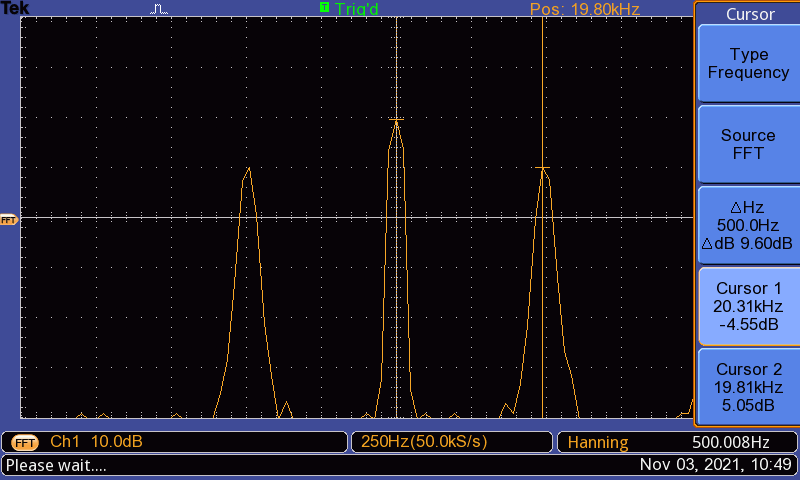 Tek T Trig'd Pos: 19.80kHz
Cursor
Type
Frequency
Source
FFT
△Hz
500.0Hz
△dB 9.60dB
Cursor 1
20.31kHz
-4.55dB
Cursor 2
19.81kHz
5.05dB
FFT
FFT Ch1 10.0dB 250Hz(50.0kS/s) Hanning 500.008Hz
Please wait.... Nov 03, 2021, 10:49